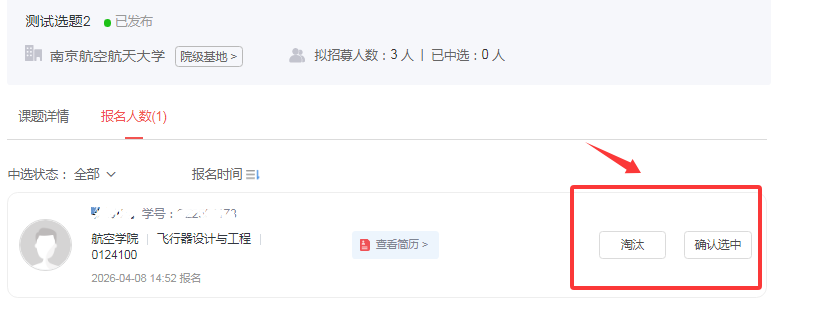 测试选题2 已发布
南京航空航天大学 院级基地 > 拟招募人数：3 人 | 已中选：0 人
课题详情 报名人数(1)
中选状态： 全部 报名时间
学号：
航空学院 | 飞行器设计与工程 |
0124100
查看简历 > 淘汰 确认选中
2026-04-08 14:52 报名